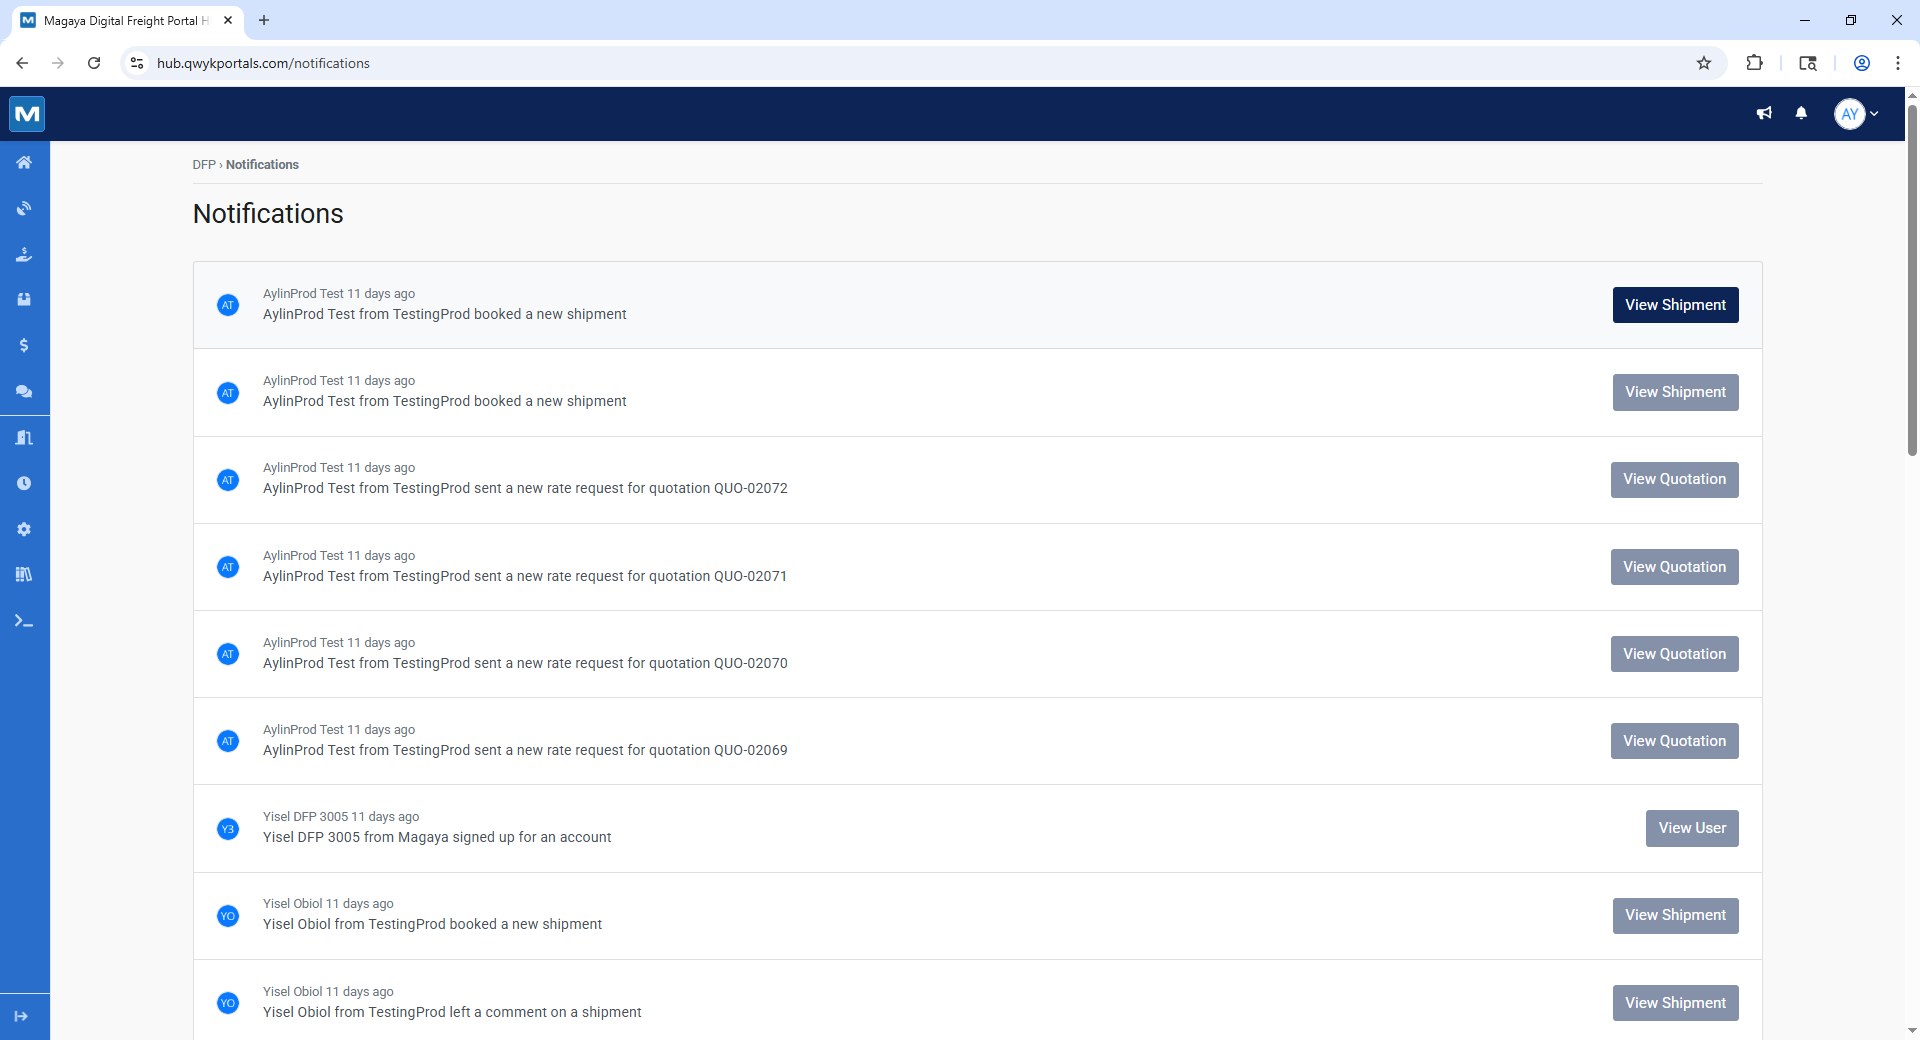 Magaya Digital Freight Portal H
hub.qwykportals.com/notifications
M
AY
DFP › Notifications
Notifications
AT
AylinProd Test 11 days ago
AylinProd Test from TestingProd booked a new shipment
View Shipment
AT
AylinProd Test 11 days ago
AylinProd Test from TestingProd booked a new shipment
View Shipment
AT
AylinProd Test 11 days ago
AylinProd Test from TestingProd sent a new rate request for quotation QUO-02072
View Quotation
AT
AylinProd Test 11 days ago
AylinProd Test from TestingProd sent a new rate request for quotation QUO-02071
View Quotation
AT
AylinProd Test 11 days ago
AylinProd Test from TestingProd sent a new rate request for quotation QUO-02070
View Quotation
AT
AylinProd Test 11 days ago
AylinProd Test from TestingProd sent a new rate request for quotation QUO-02069
View Quotation
Y3
Yisel DFP 3005 11 days ago
Yisel DFP 3005 from Magaya signed up for an account
View User
YO
Yisel Obiol 11 days ago
Yisel Obiol from TestingProd booked a new shipment
View Shipment
YO
Yisel Obiol 11 days ago
Yisel Obiol from TestingProd left a comment on a shipment
View Shipment